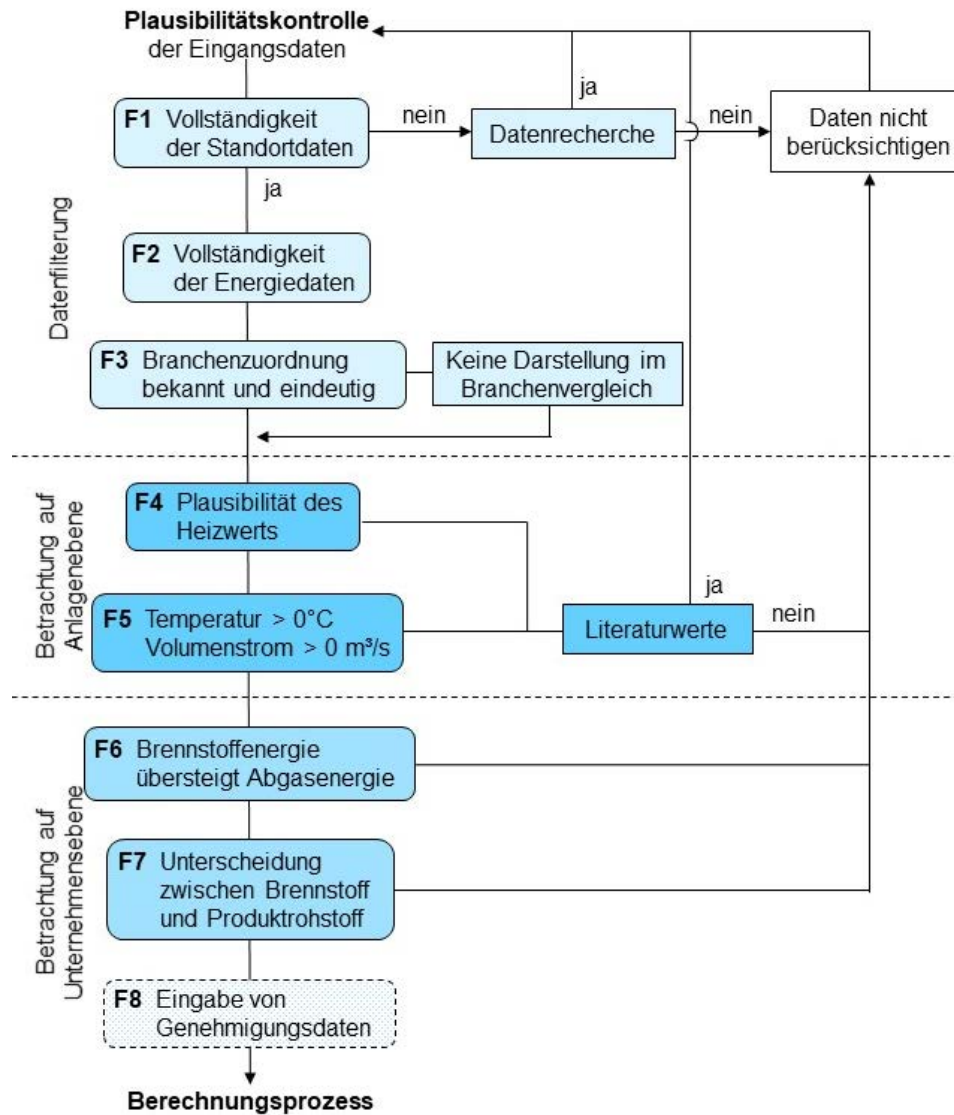 Plausibilitätskontrolle
der Eingangsdaten
ja
F1 Vollständigkeit
der Standortdaten
nein
Datenrecherche
nein
Daten nicht
berücksichtigen
ja
Datenfilterung
F2 Vollständigkeit
der Energiedaten
F3 Branchenzuordnung
bekannt und eindeutig
Keine Darstellung im
Branchenvergleich
Betrachtung auf
Anlagenebene
F4 Plausibilität des
Heizwerts
F5 Temperatur > 0°C
Volumenstrom > 0 m³/s
ja
Literaturwerte
nein
Betrachtung auf
Unternehmensebene
F6 Brennstoffenergie
übersteigt Abgasenergie
F7 Unterscheidung
zwischen Brennstoff
und Produktrohstoff
F8 Eingabe von
Genehmigungsdaten
Berechnungsprozess